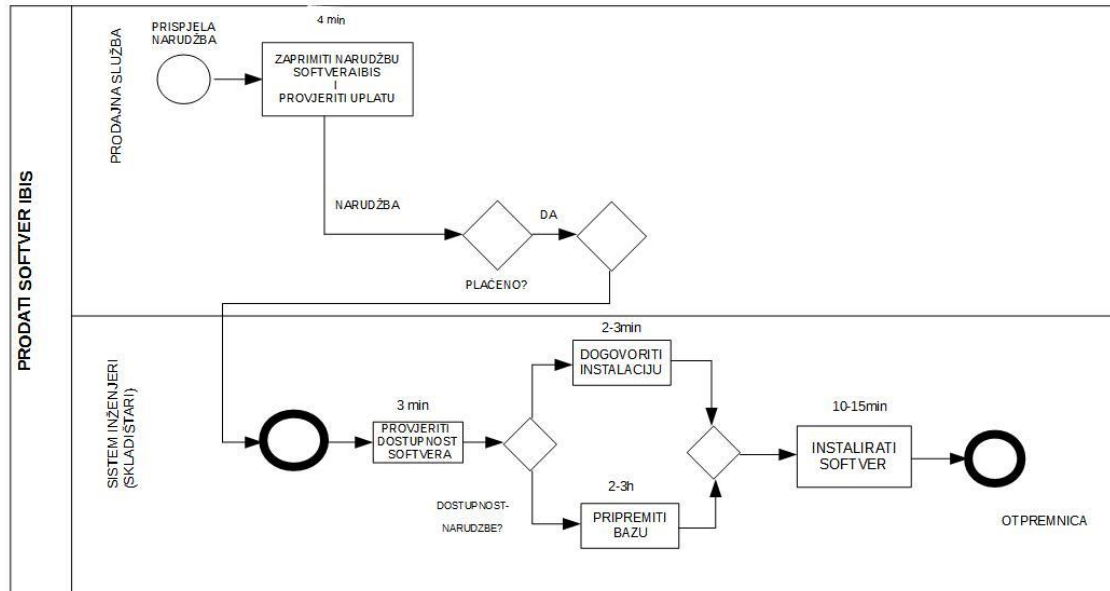 PRODATI SOFTVER IBIS
PRODAJNA SLUŽBA
PRISPJELA
NARUDŽBA
4 min
ZAPRIMITI NARUDŽBU
SOFTVERAIBIS
I
PROVJERITI UPLATU
NARUDŽBA
DA
PLAĆENO?
SISTEM INŽENJERI
(SKLADIŠTARI)
3 min
PROVJERITI
DOSTUPNOST
SOFTVERA
DOSTUPNOST-
NARUDZBE?
2-3min
DOGOVORITI
INSTALACIJU
2-3h
PRIPREMITI
BAZU
10-15min
INSTALIRATI
SOFTVER
OTPREMNICA